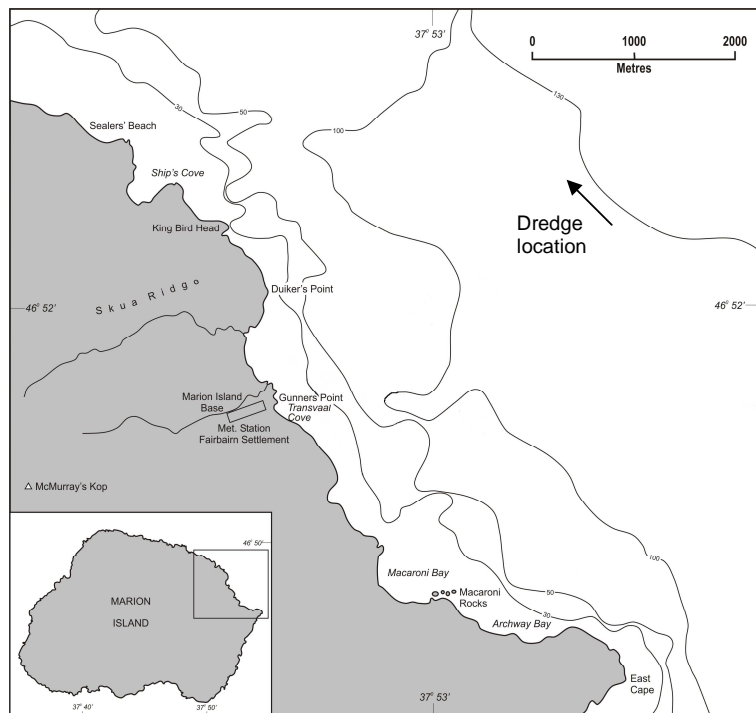 37° 53'
0 1000 2000
Metres
130
50
30
100
Sealers' Beach
Ship's Cove
King Bird Head
Dredge
location
Duiker's Point
Skua Ridgo
46° 52'
46° 52'
Marion Island
Base
Gunners Point
Transvaal
Cove
Met. Station
Fairbairn Settlement
McMurray's Kop
46° 50'
100
MARION
ISLAND
Macaroni Bay
Macaroni
Rocks
50
30
Archway Bay
East
Cape
37° 40'
37° 50'
37° 53'